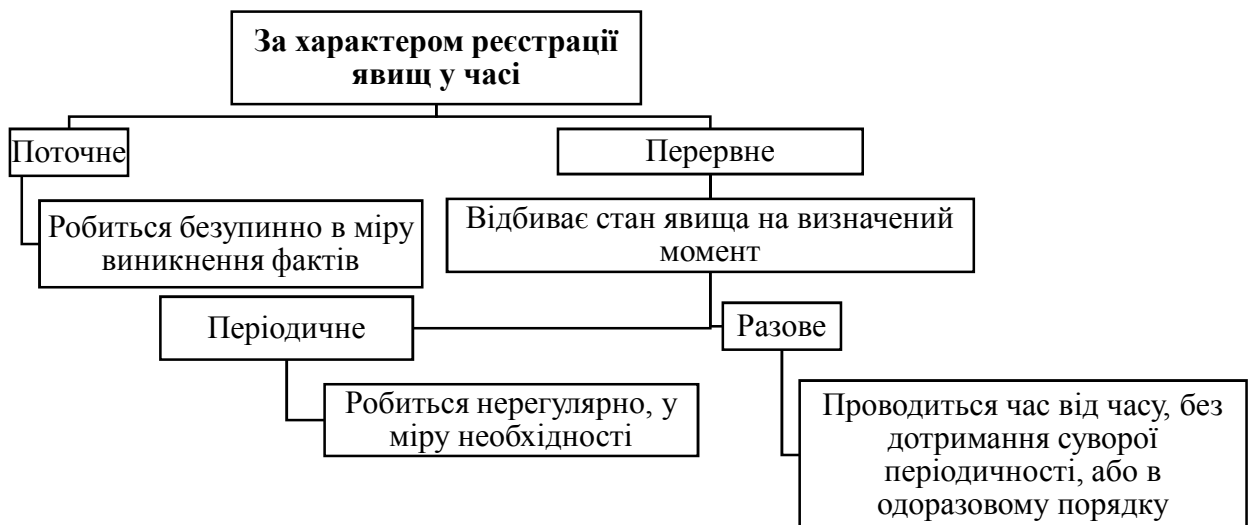 За характером реєстрації
явищ у часі
Поточне
Перервне
Робиться безупинно в міру
виникнення фактів
Відбиває стан явища на визначений
момент
Періодичне
Разове
Робиться нерегулярно, у
міру необхідності
Проводиться час від часу, без
дотримання суворої
періодичності, або в
одоразовому порядку